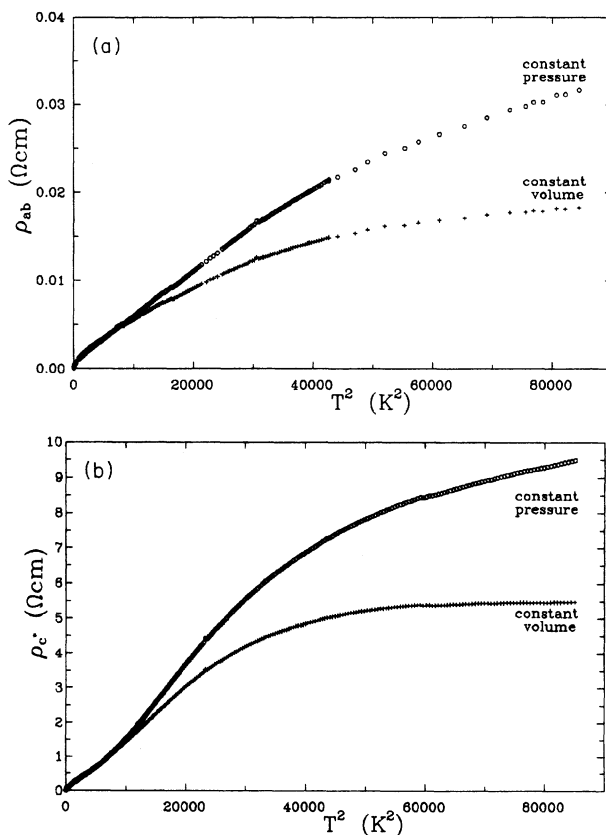 (a)
constant
pressure
constant
volume
0.04
0.03
0.02
0.01
0.00
ρab (Ωcm)
0 20000 40000 60000 80000
T² (K²)
(b)
constant
pressure
constant
volume
10
9
8
7
6
5
4
3
2
1
0
ρc* (Ωcm)
0 20000 40000 60000 80000
T² (K²)